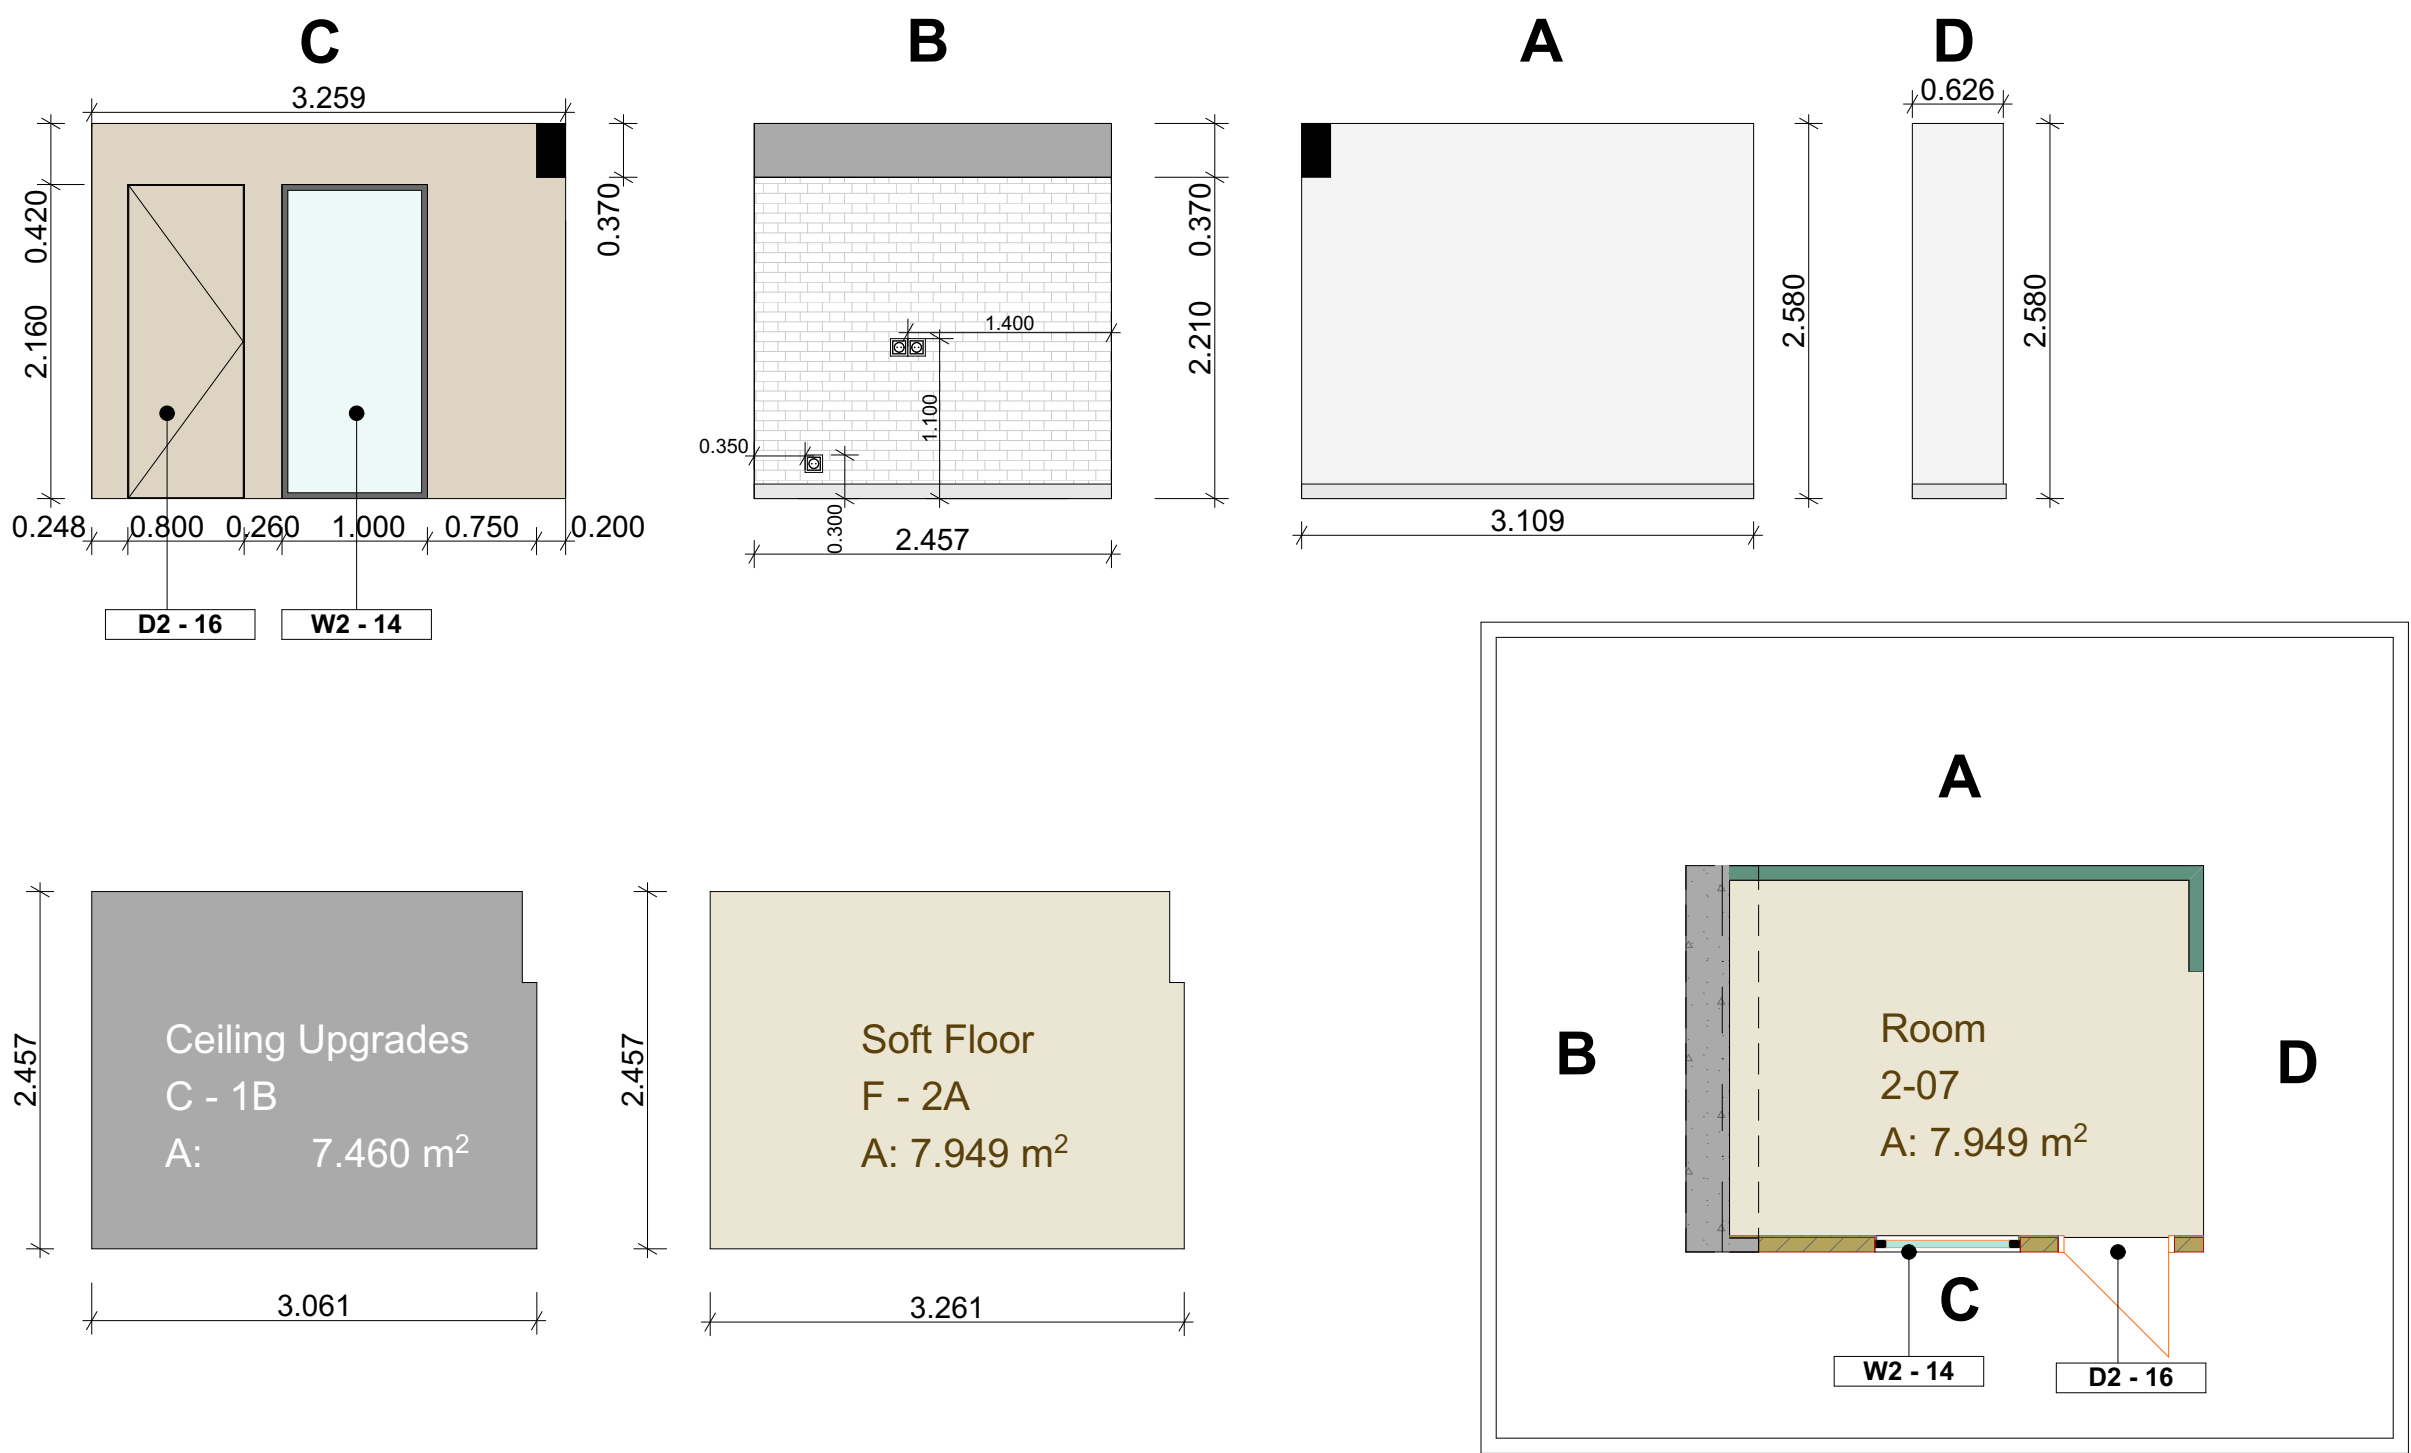 C
B
A
D
3.259
0.626
0.420
2.160
0.370
0.370
2.210
2.580
2.580
1.400
1.100
0.350
0.300
0.248
0.800
0.260
1.000
0.750
0.200
2.457
3.109
D2 - 16
W2 - 14
2.457
Ceiling Upgrades
C - 1B
A: 7.460 m²
3.061
2.457
Soft Floor
F - 2A
A: 7.949 m²
3.261
A
B
D
Room
2-07
A: 7.949 m²
C
W2 - 14
D2 - 16